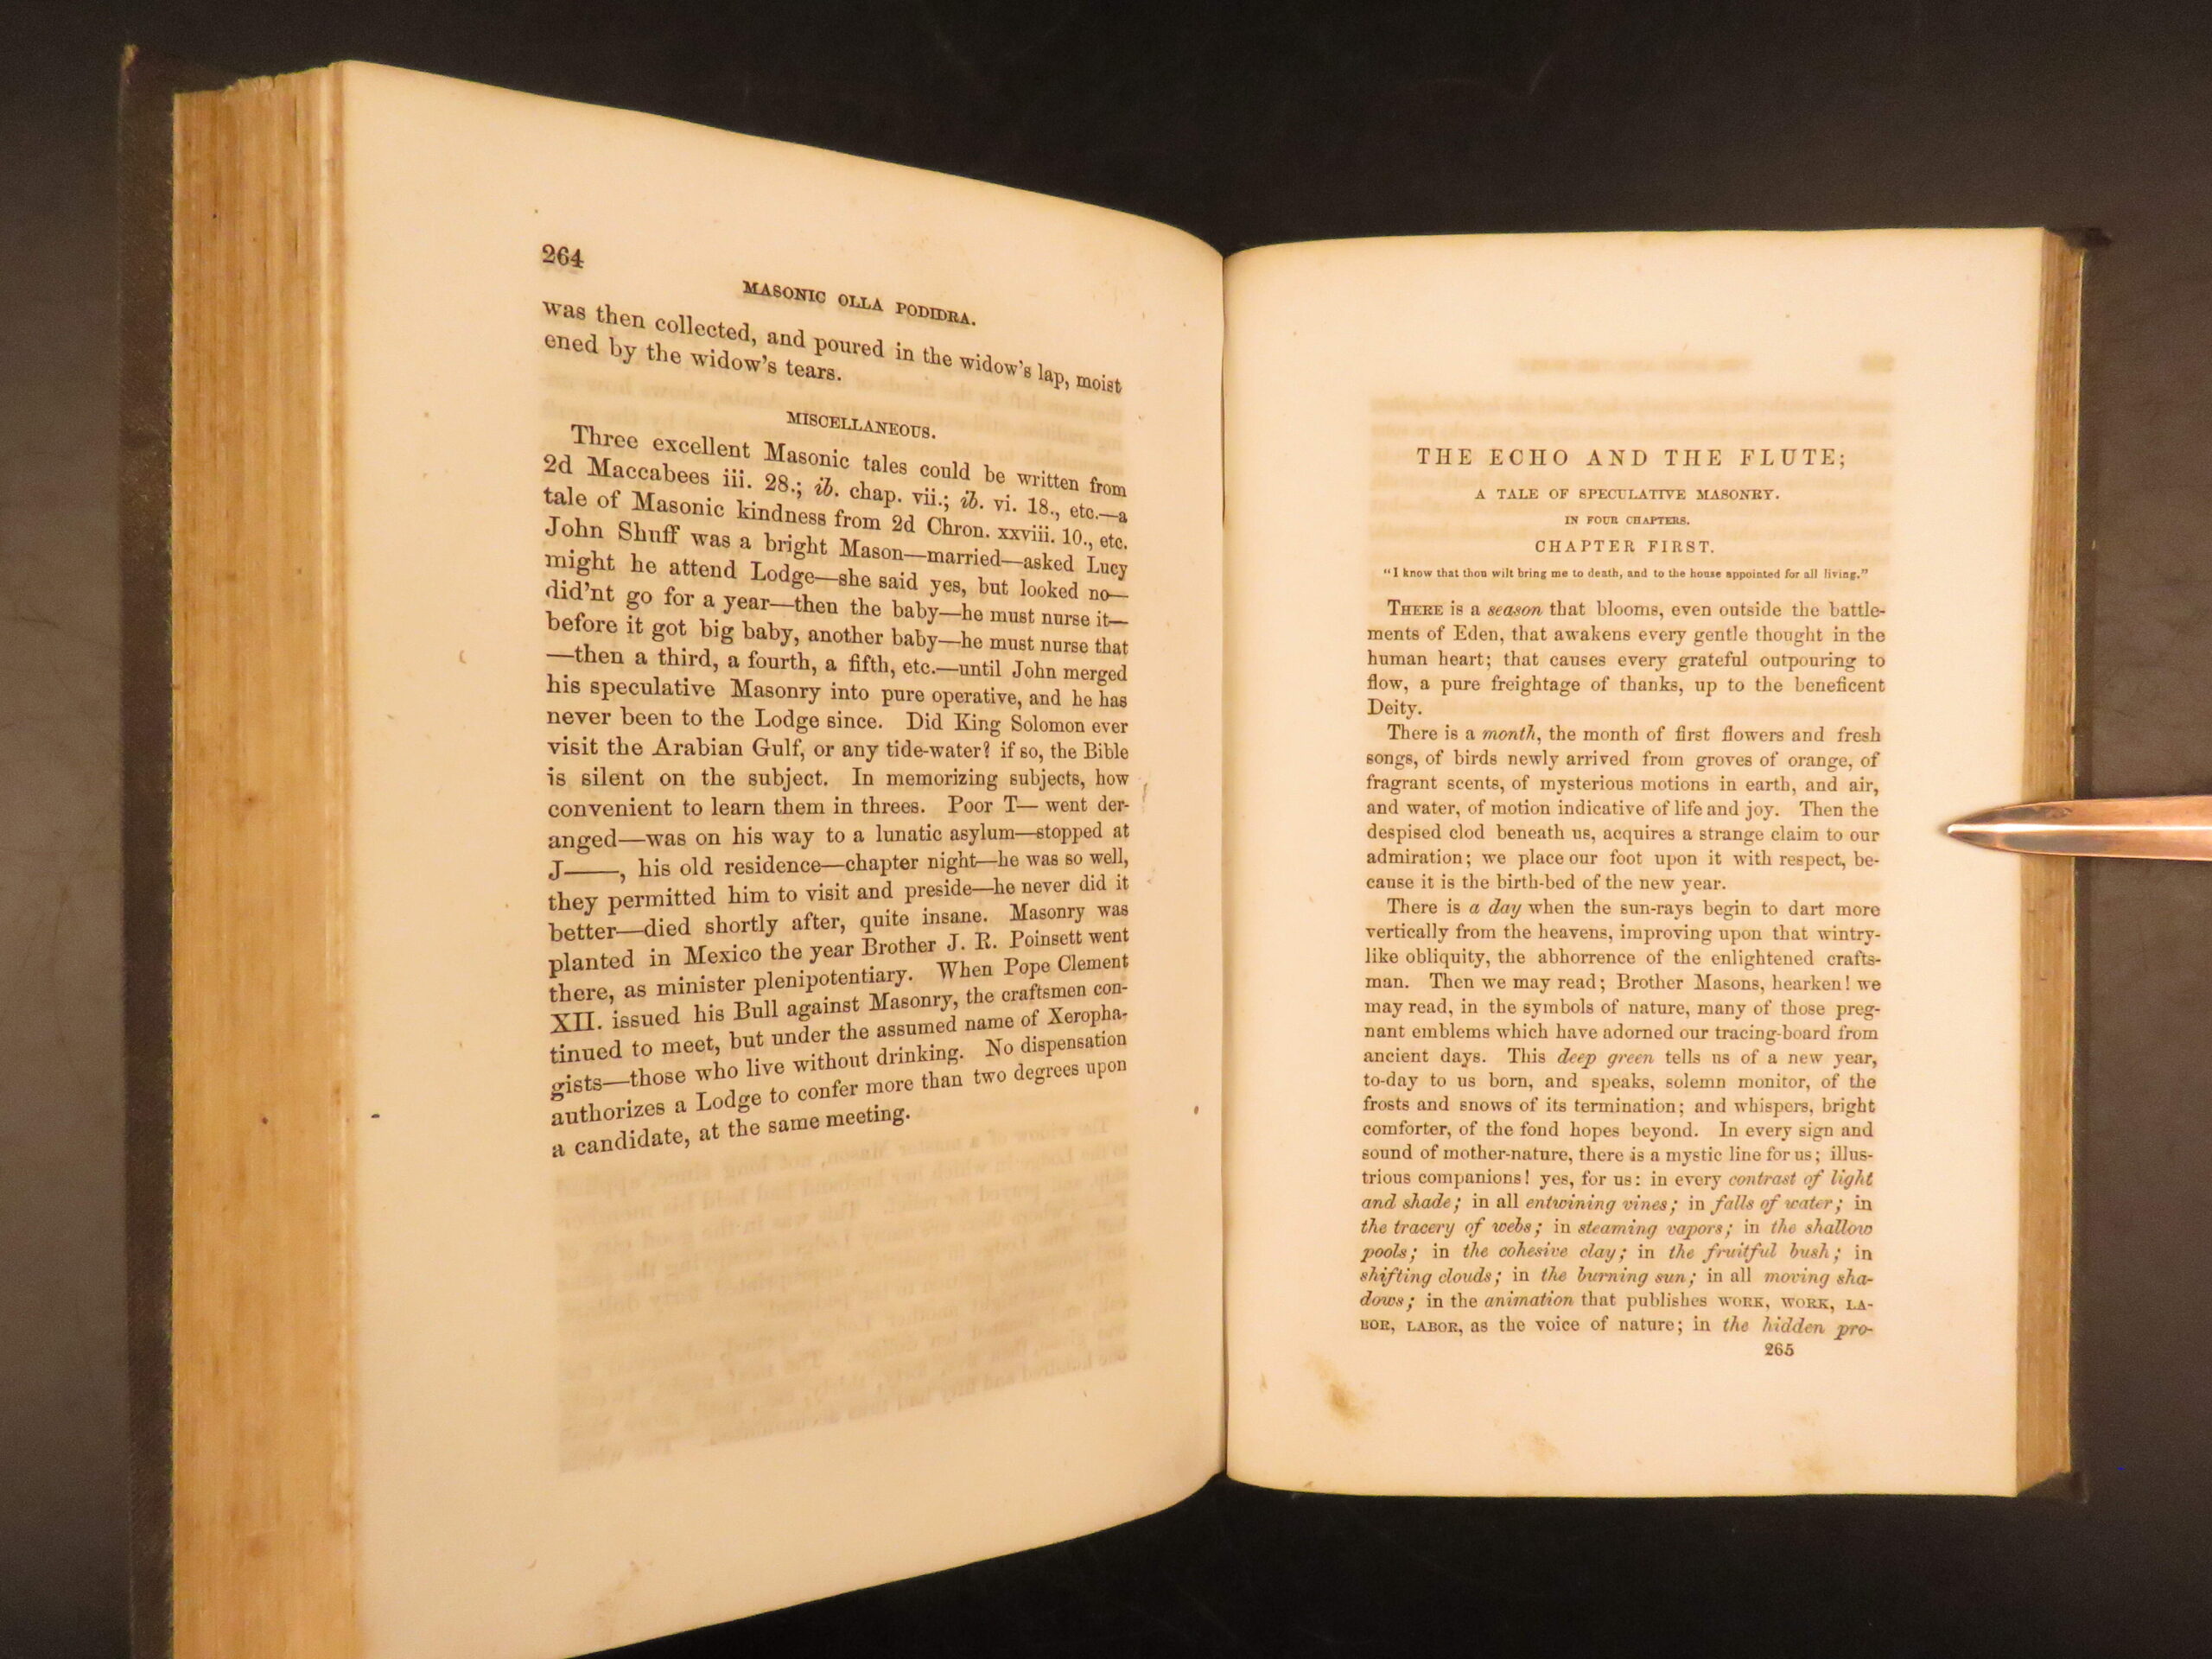 264
MASONIC OLLA PODIDRA.
was then collected, and poured in the widow's lap, moist
ened by the widow's tears.
MISCELLANEOUS.
Three excellent Masonic tales could be written from
2d Maccabees iii. 28.; ib. chap. vii.; ib. vi. 18., etc.—a
tale of Masonic kindness from 2d Chron. xxviii. 10., etc.
John Shuff was a bright Mason—married—asked Lucy
might he attend Lodge—she said yes, but looked no—
did'nt go for a year—then the baby—he must nurse it—
before it got big baby, another baby—he must nurse that
—then a third, a fourth, a fifth, etc.—until John merged
his speculative Masonry into pure operative, and he has
never been to the Lodge since. Did King Solomon ever
visit the Arabian Gulf, or any tide-water? if so, the Bible
is silent on the subject. In memorizing subjects, how
convenient to learn them in threes. Poor T— went der-
anged—was on his way to a lunatic asylum—stopped at
J——, his old residence—chapter night—he was so well,
they permitted him to visit and preside—he never did it
better—died shortly after, quite insane. Masonry was
planted in Mexico the year Brother J. R. Poinsett went
there, as minister plenipotentiary. When Pope Clement
XII. issued his Bull against Masonry, the craftsmen con-
tinued to meet, but under the assumed name of Xeropha-
gists—those who live without drinking. No dispensation
authorizes a Lodge to confer more than two degrees upon
a candidate, at the same meeting.
THE ECHO AND THE FLUTE;
A TALE OF SPECULATIVE MASONRY.
IN FOUR CHAPTERS.
CHAPTER FIRST.
"I know that thou wilt bring me to death, and to the house appointed for all living."
THERE is a season that blooms, even outside the battle-
ments of Eden, that awakens every gentle thought in the
human heart; that causes every grateful outpouring to
flow, a pure freightage of thanks, up to the beneficent
Deity.
There is a month, the month of first flowers and fresh
songs, of birds newly arrived from groves of orange, of
fragrant scents, of mysterious motions in earth, and air,
and water, of motion indicative of life and joy. Then the
despised clod beneath us, acquires a strange claim to our
admiration; we place our foot upon it with respect, be-
cause it is the birth-bed of the new year.
There is a day when the sun-rays begin to dart more
vertically from the heavens, improving upon that wintry-
like obliquity, the abhorrence of the enlightened crafts-
man. Then we may read; Brother Masons, hearken! we
may read, in the symbols of nature, many of those preg-
nant emblems which have adorned our tracing-board from
ancient days. This deep green tells us of a new year,
to-day to us born, and speaks, solemn monitor, of the
frosts and snows of its termination; and whispers, bright
comforter, of the fond hopes beyond. In every sign and
sound of mother-nature, there is a mystic line for us; illus-
trious companions! yes, for us: in every contrast of light
and shade; in all entwining vines; in falls of water; in
the tracery of webs; in steaming vapors; in the shallow
pools; in the cohesive clay; in the fruitful bush; in
shifting clouds; in the burning sun; in all moving sha-
dows; in the animation that publishes WORK, WORK, LA-
BOR, LABOR, as the voice of nature; in the hidden pro-
265